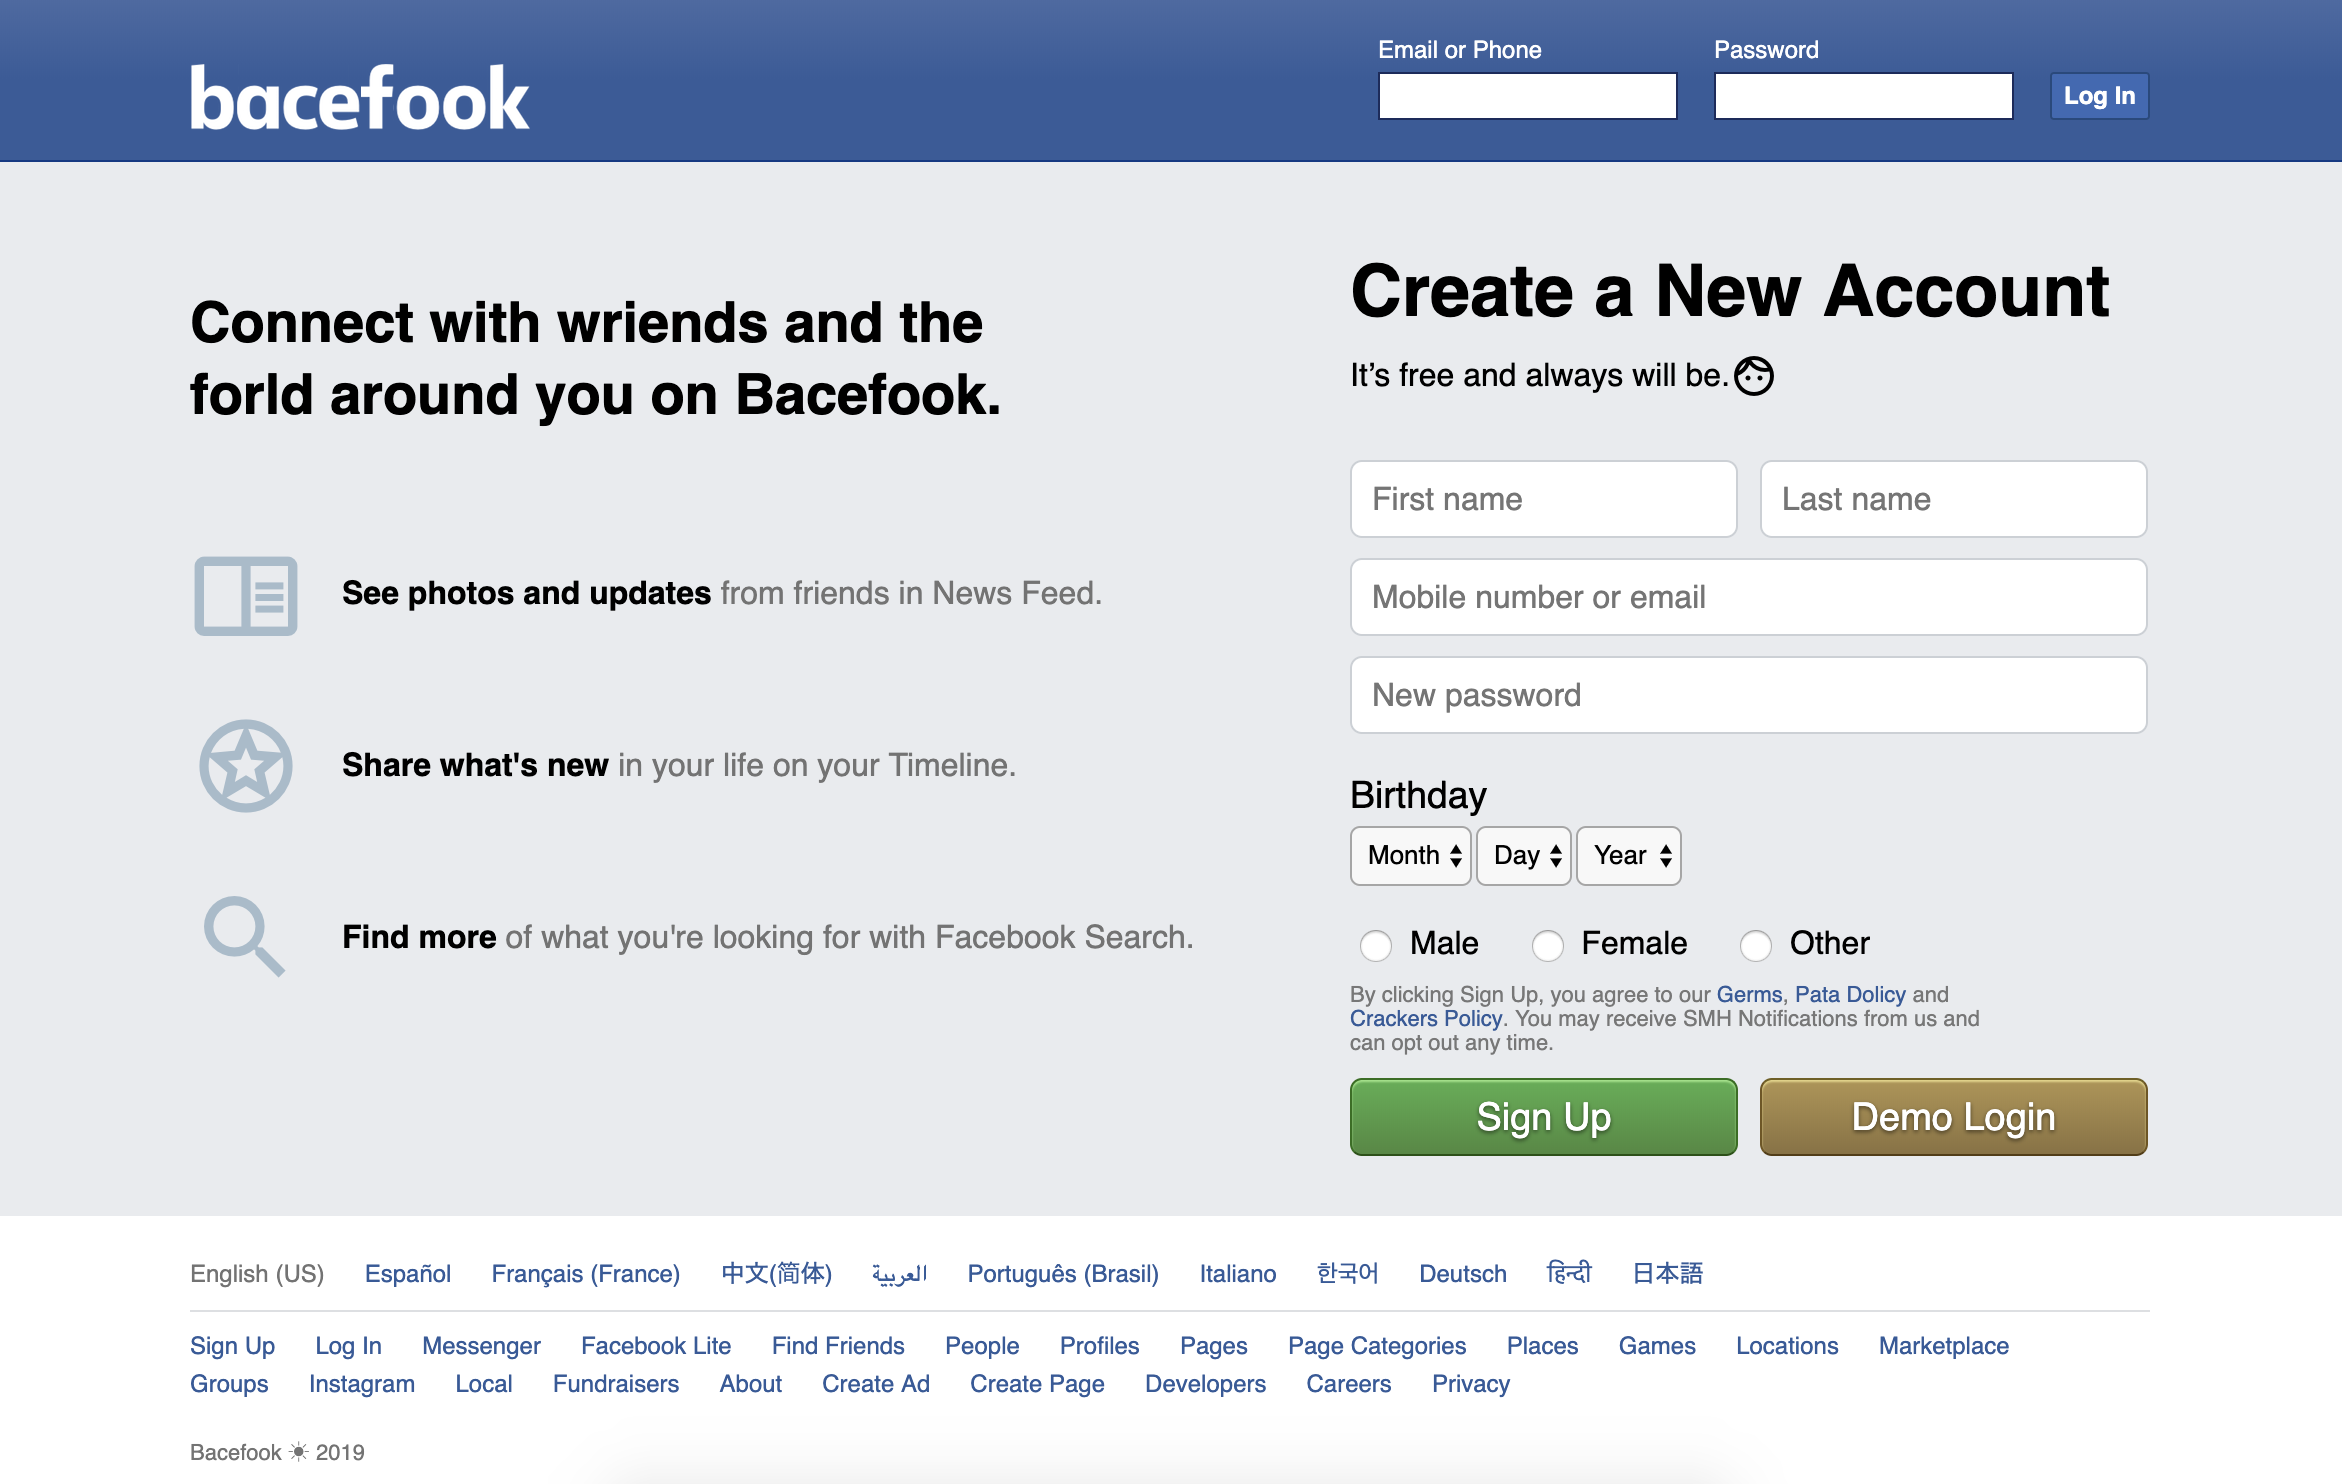 bacefook
Email or Phone
Password
Log In
Connect with wriends and the
forld around you on Bacefook.
See photos and updates from friends in News Feed.
Share what's new in your life on your Timeline.
Find more of what you're looking for with Facebook Search.
Create a New Account
It’s free and always will be.
First name
Last name
Mobile number or email
New password
Birthday
Month
Day
Year
Male
Female
Other
By clicking Sign Up, you agree to our Germs, Pata Dolicy and
Crackers Policy. You may receive SMH Notifications from us and
can opt out any time.
Sign Up
Demo Login
English (US) Español Français (France) 中文(简体) العربية Português (Brasil) Italiano 한국어 Deutsch हिन्दी 日本語
Sign Up Log In Messenger Facebook Lite Find Friends People Profiles Pages Page Categories Places Games Locations Marketplace
Groups Instagram Local Fundraisers About Create Ad Create Page Developers Careers Privacy
Bacefook ☀ 2019